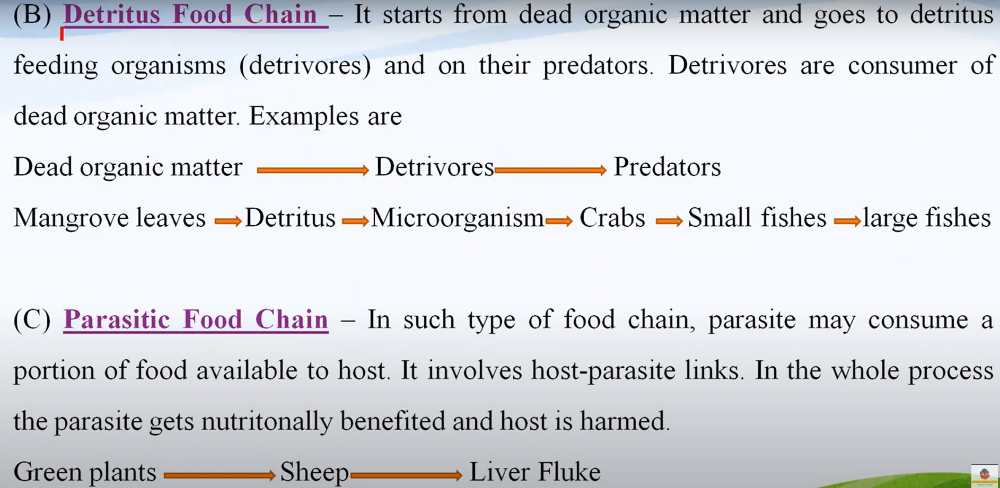 (B) Detritus Food Chain – It starts from dead organic matter and goes to detritus
feeding organisms (detrivores) and on their predators. Detrivores are consumer of
dead organic matter. Examples are
Dead organic matter → Detrivores → Predators
Mangrove leaves → Detritus → Microorganism → Crabs → Small fishes → large fishes
(C) Parasitic Food Chain – In such type of food chain, parasite may consume a
portion of food available to host. It involves host-parasite links. In the whole process
the parasite gets nutritonally benefited and host is harmed.
Green plants → Sheep → Liver Fluke